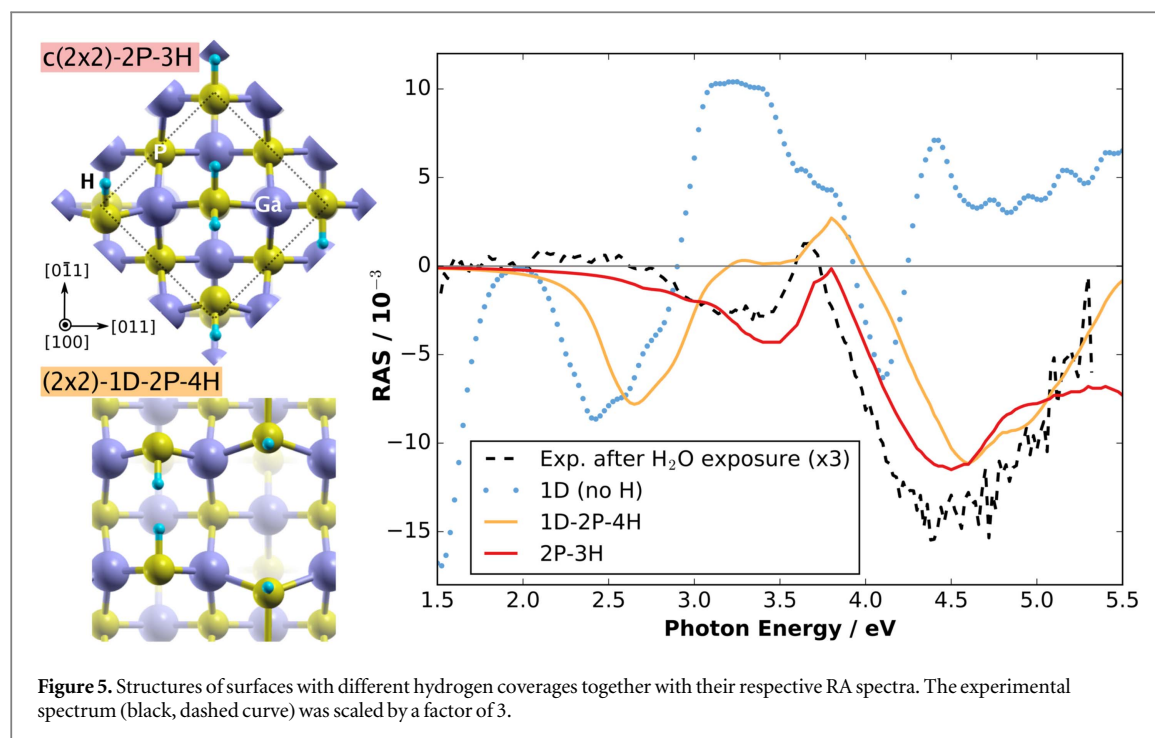 c(2x2)-2P-3H
P
H
Ga
[01̄1]
[011]
[100]
(2x2)-1D-2P-4H
10
5
0
−5
−10
−15
RAS / 10⁻³
Exp. after H₂O exposure (x3)
1D (no H)
1D-2P-4H
2P-3H
1.5 2.0 2.5 3.0 3.5 4.0 4.5 5.0 5.5
Photon Energy / eV
Figure 5. Structures of surfaces with different hydrogen coverages together with their respective RA spectra. The experimental
spectrum (black, dashed curve) was scaled by a factor of 3.